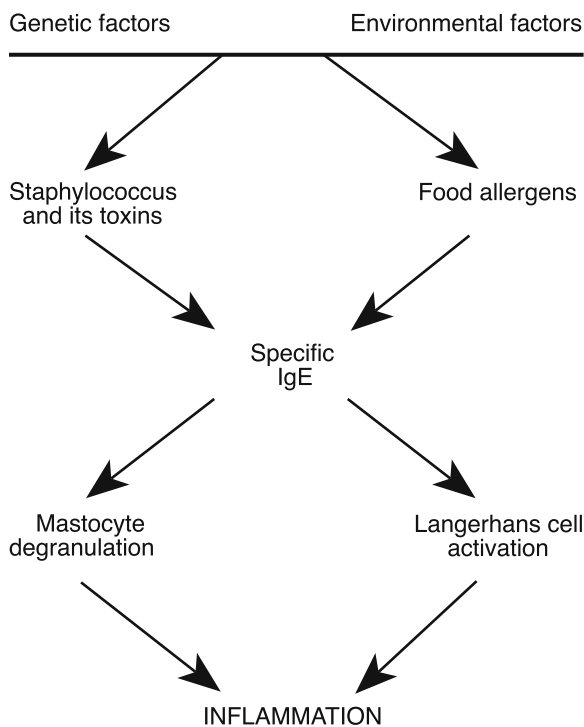 Genetic factors
Environmental factors
Staphylococcus
and its toxins
Food allergens
Specific
IgE
Mastocyte
degranulation
Langerhans cell
activation
INFLAMMATION